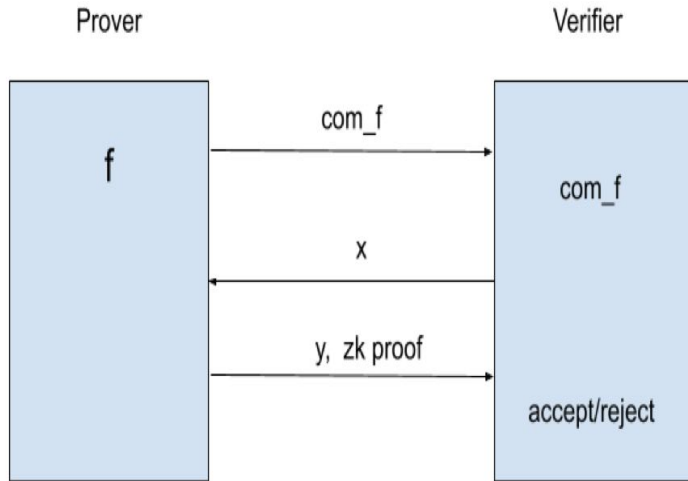 Prover
Verifier
com_f
f
com_f
x
y, zk proof
accept/reject